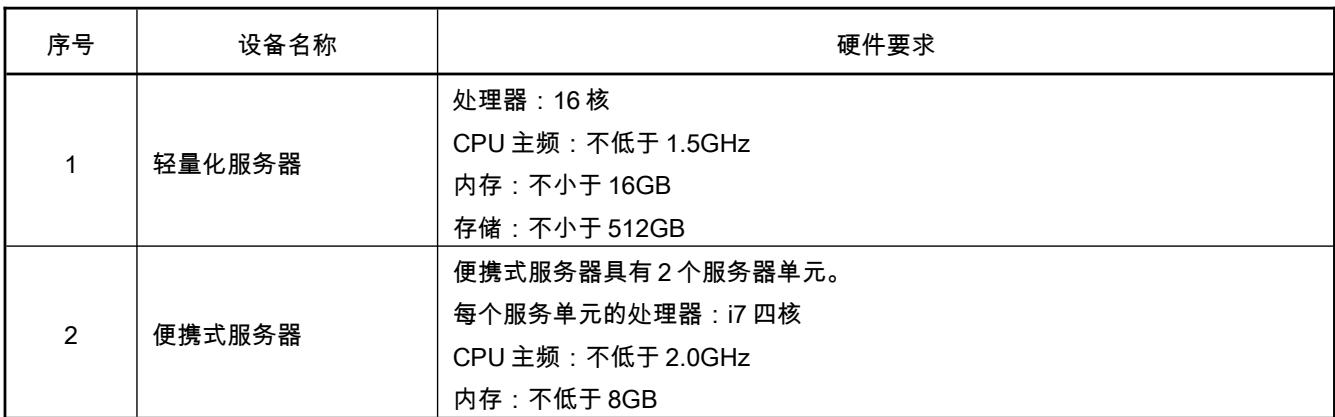 序号 设备名称 硬件要求
处理器：16 核
CPU 主频：不低于 1.5GHz
1 轻量化服务器
内存：不小于 16GB
存储：不小于 512GB
便携式服务器具有 2 个服务器单元。
每个服务单元的处理器：i7 四核
2 便携式服务器
CPU 主频：不低于 2.0GHz
内存：不低于 8GB